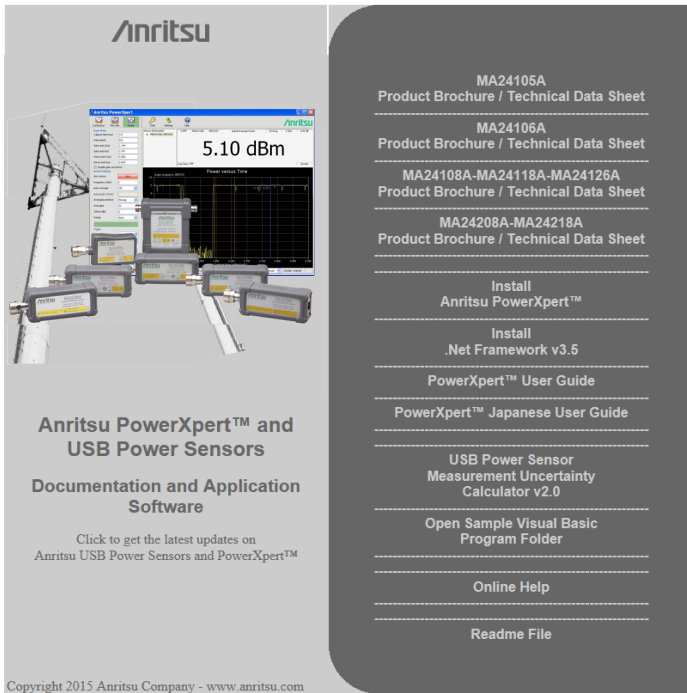 Anritsu
Anritsu PowerXpert
Anritsu
5.10 dBm
Power versus Time
Anritsu PowerXpert™ and
USB Power Sensors
Documentation and Application
Software
Click to get the latest updates on
Anritsu USB Power Sensors and PowerXpert™
Copyright 2015 Anritsu Company - www.anritsu.com
MA24105A
Product Brochure / Technical Data Sheet
MA24106A
Product Brochure / Technical Data Sheet
MA24108A-MA24118A-MA24126A
Product Brochure / Technical Data Sheet
MA24208A-MA24218A
Product Brochure / Technical Data Sheet
Install
Anritsu PowerXpert™
Install
.Net Framework v3.5
PowerXpert™ User Guide
PowerXpert™ Japanese User Guide
USB Power Sensor
Measurement Uncertainty
Calculator v2.0
Open Sample Visual Basic
Program Folder
Online Help
Readme File